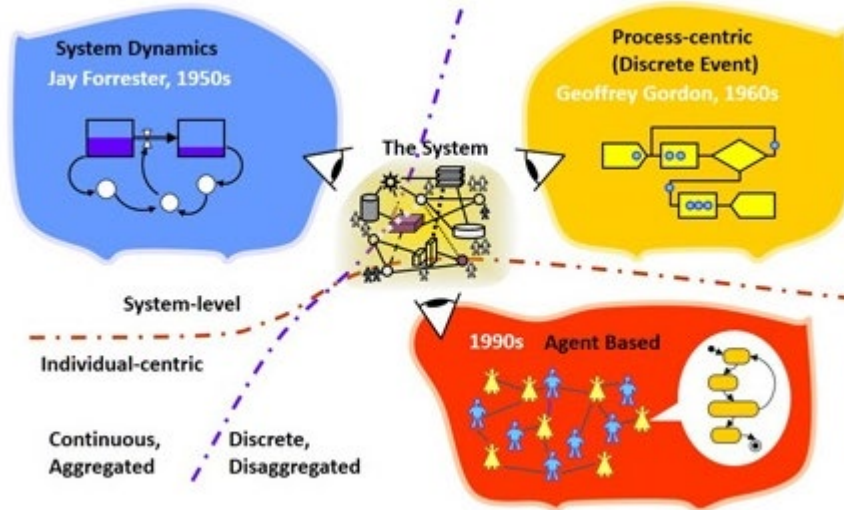 System Dynamics
Jay Forrester, 1950s
Process-centric
(Discrete Event)
Geoffrey Gordon, 1960s
The System
System-level
Individual-centric
1990s Agent Based
Continuous,
Aggregated
Discrete,
Disaggregated